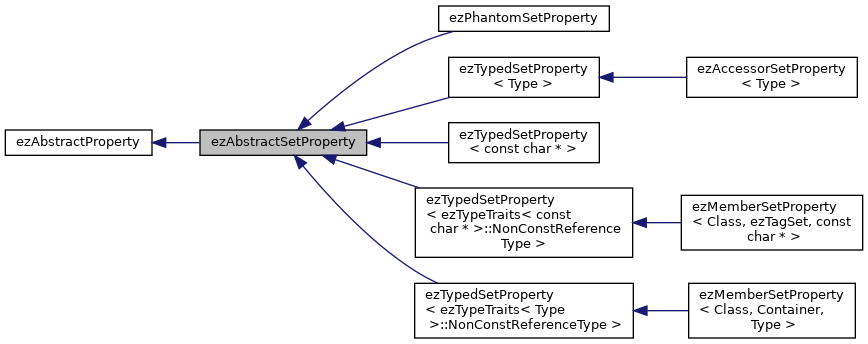 ezPhantomSetProperty
ezTypedSetProperty
< Type >
ezAccessorSetProperty
< Type >
ezAbstractProperty
ezAbstractSetProperty
ezTypedSetProperty
< const char * >
ezTypedSetProperty
< ezTypeTraits< const
char * >::NonConstReference
Type >
ezMemberSetProperty
< Class, ezTagSet, const
char * >
ezTypedSetProperty
< ezTypeTraits< Type
>::NonConstReferenceType >
ezMemberSetProperty
< Class, Container,
Type >